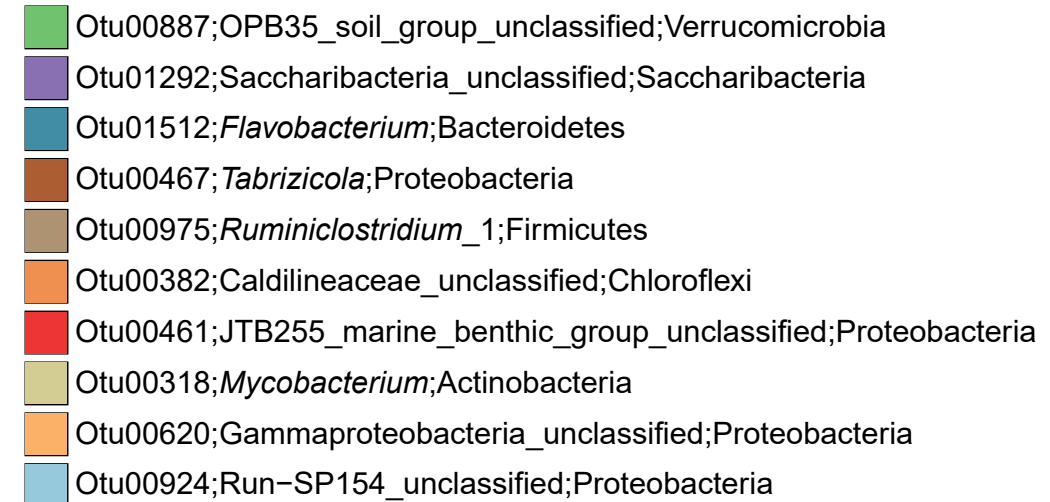 Otu00887;OPB35_soil_group_unclassified;Verrucomicrobia
Otu01292;Saccharibacteria_unclassified;Saccharibacteria
Otu01512;Flavobacterium;Bacteroidetes
Otu00467;Tabrizicola;Proteobacteria
Otu00975;Ruminiclostridium_1;Firmicutes
Otu00382;Caldilineaceae_unclassified;Chloroflexi
Otu00461;JTB255_marine_benthic_group_unclassified;Proteobacteria
Otu00318;Mycobacterium;Actinobacteria
Otu00620;Gammaproteobacteria_unclassified;Proteobacteria
Otu00924;Run−SP154_unclassified;Proteobacteria